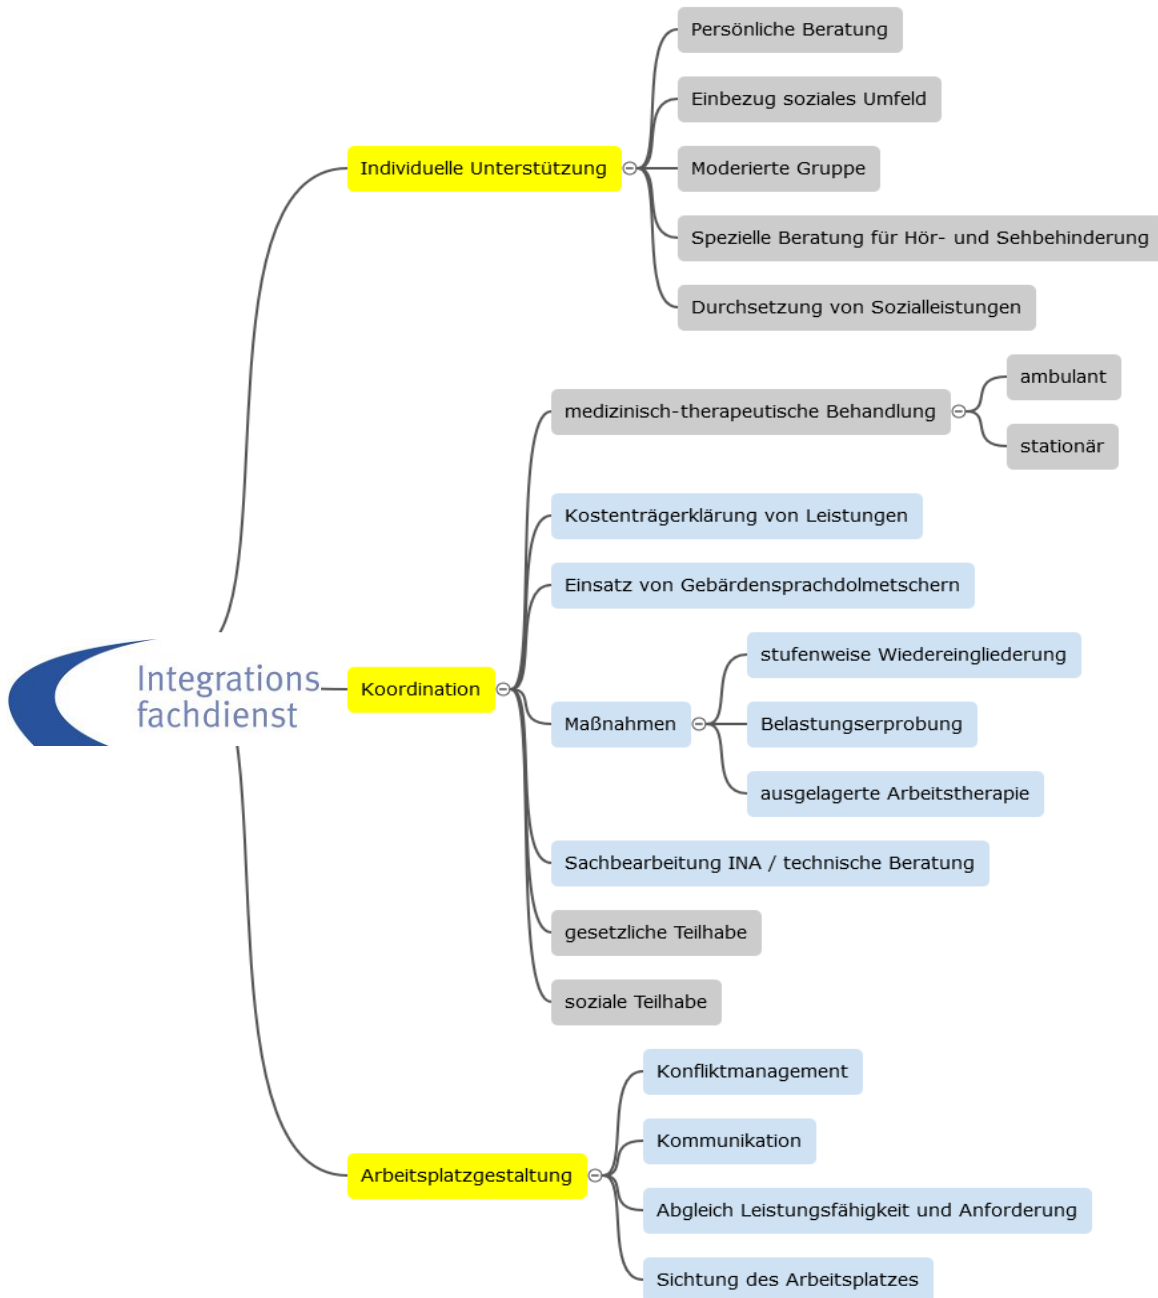 Persönliche Beratung
Einbezug soziales Umfeld
Individuelle Unterstützung
Moderierte Gruppe
Spezielle Beratung für Hör- und Sehbehinderung
Durchsetzung von Sozialleistungen
ambulant
medizinisch-therapeutische Behandlung
stationär
Kostenträgerklärung von Leistungen
Einsatz von Gebärdensprachdolmetschern
stufenweise Wiedereingliederung
Integrations
fachdienst
Koordination
Maßnahmen
Belastungserprobung
ausgelagerte Arbeitstherapie
Sachbearbeitung INA / technische Beratung
gesetzliche Teilhabe
soziale Teilhabe
Konfliktmanagement
Kommunikation
Arbeitsplatzgestaltung
Abgleich Leistungsfähigkeit und Anforderung
Sichtung des Arbeitsplatzes